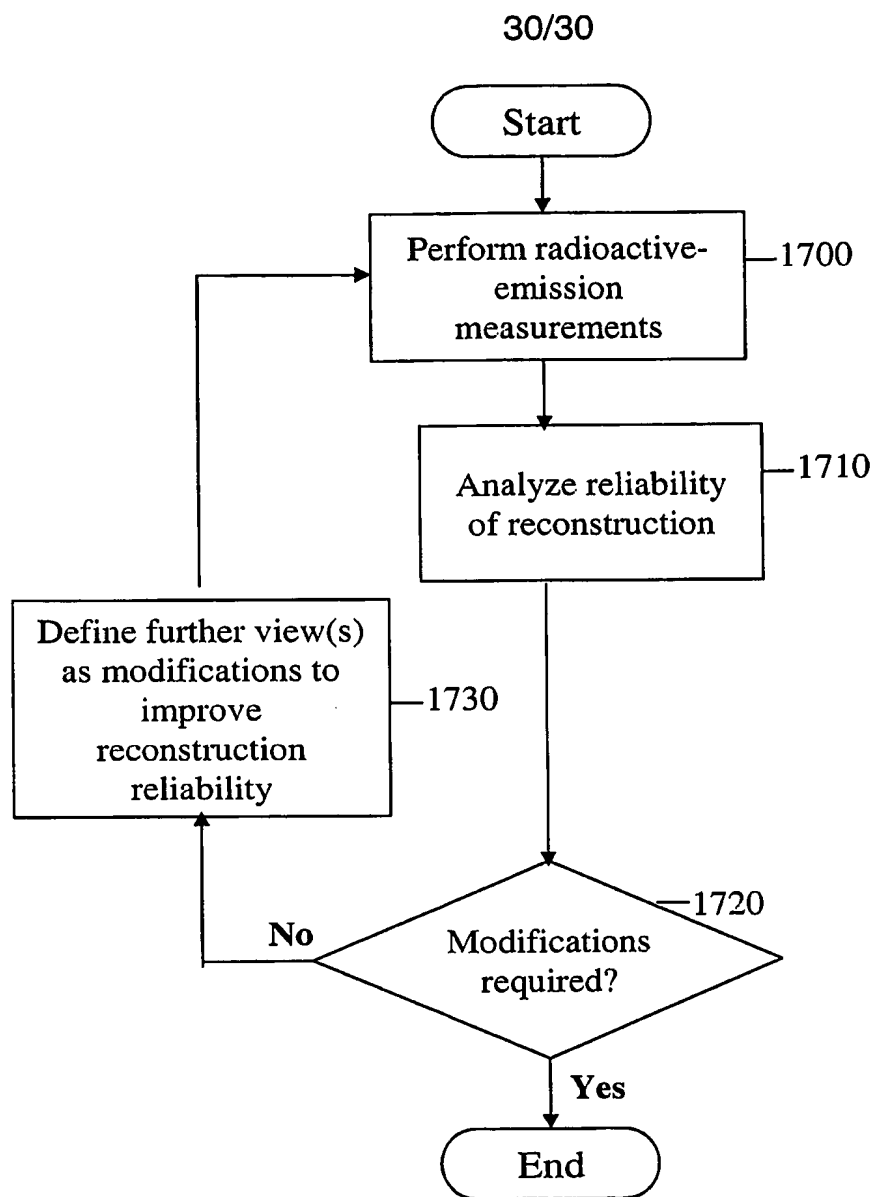 30/30
Start
Perform radioactive-
emission
measurements
1700
Analyze reliability
of reconstruction
1710
Define further view(s)
as modifications to
improve
reconstruction
reliability
1730
1720
No
Modifications
required?
Yes
End